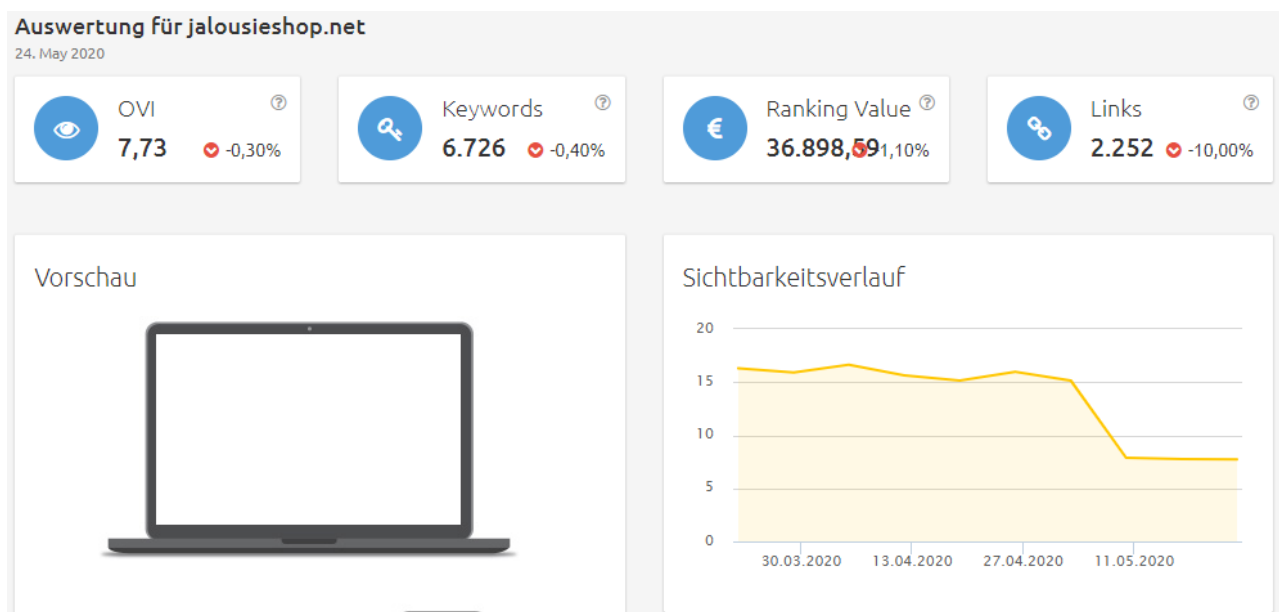 Auswertung für jalousieshop.net
24. May 2020
OVI
7,73 -0,30%
Keywords
6.726 -0,40%
Ranking Value
36.898,59 1,10%
Links
2.252 -10,00%
Vorschau
Sichtbarkeitsverlauf
20
15
10
5
0
30.03.2020 13.04.2020 27.04.2020 11.05.2020